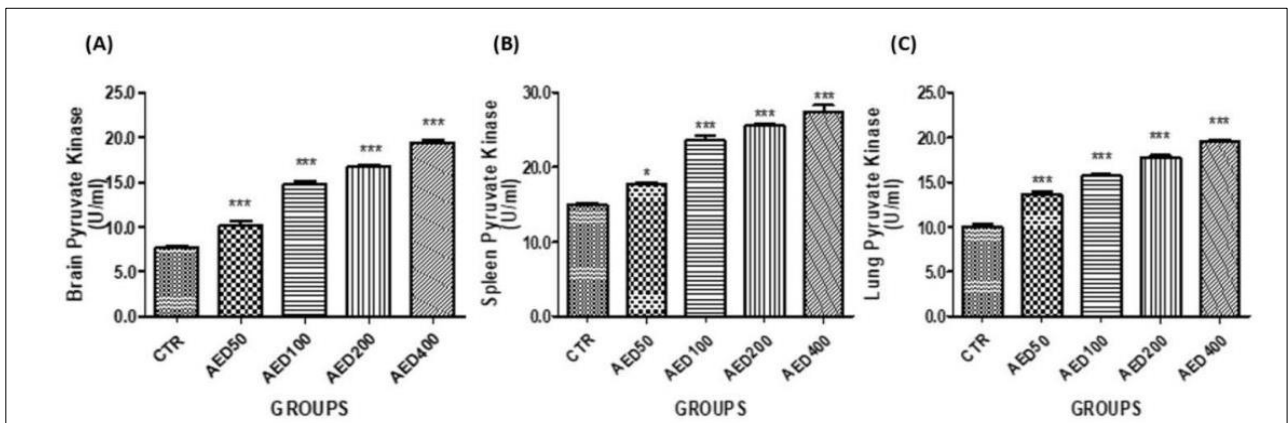 (A)
Brain Pyruvate Kinase
(U/ml)
25.0
20.0
15.0
10.0
5.0
0.0
***
***
***
***
CTR
AED50
AED100
AED200
AED400
GROUPS
(B)
Spleen Pyruvate Kinase
(U/ml)
30.0
20.0
10.0
0.0
*
***
***
***
CTR
AED50
AED100
AED200
AED400
GROUPS
(C)
Lung Pyruvate Kinase
(U/ml)
25.0
20.0
15.0
10.0
5.0
0.0
***
***
***
***
CTR
AED50
AED100
AED200
AED400
GROUPS